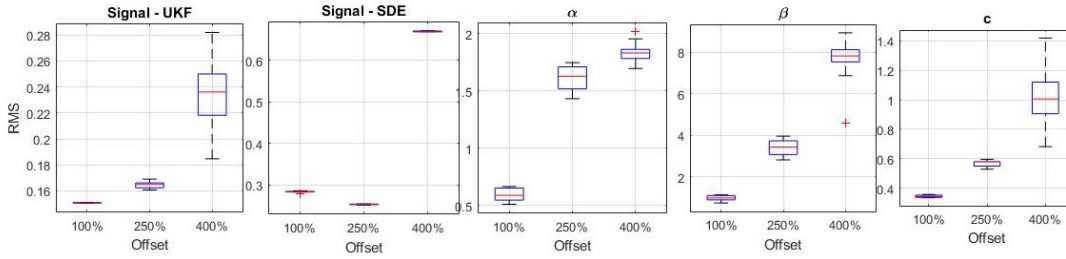 Signal - UKF
RMS
0.28
0.26
0.24
0.22
0.2
0.18
0.16
100% 250% 400%
Offset
Signal - SDE
0.6
0.5
0.4
0.3
100% 250% 400%
Offset
α
2
1.5
1
0.5
100% 250% 400%
Offset
β
8
6
4
2
100% 250% 400%
Offset
c
1.4
1.2
1
0.8
0.6
0.4
100% 250% 400%
Offset